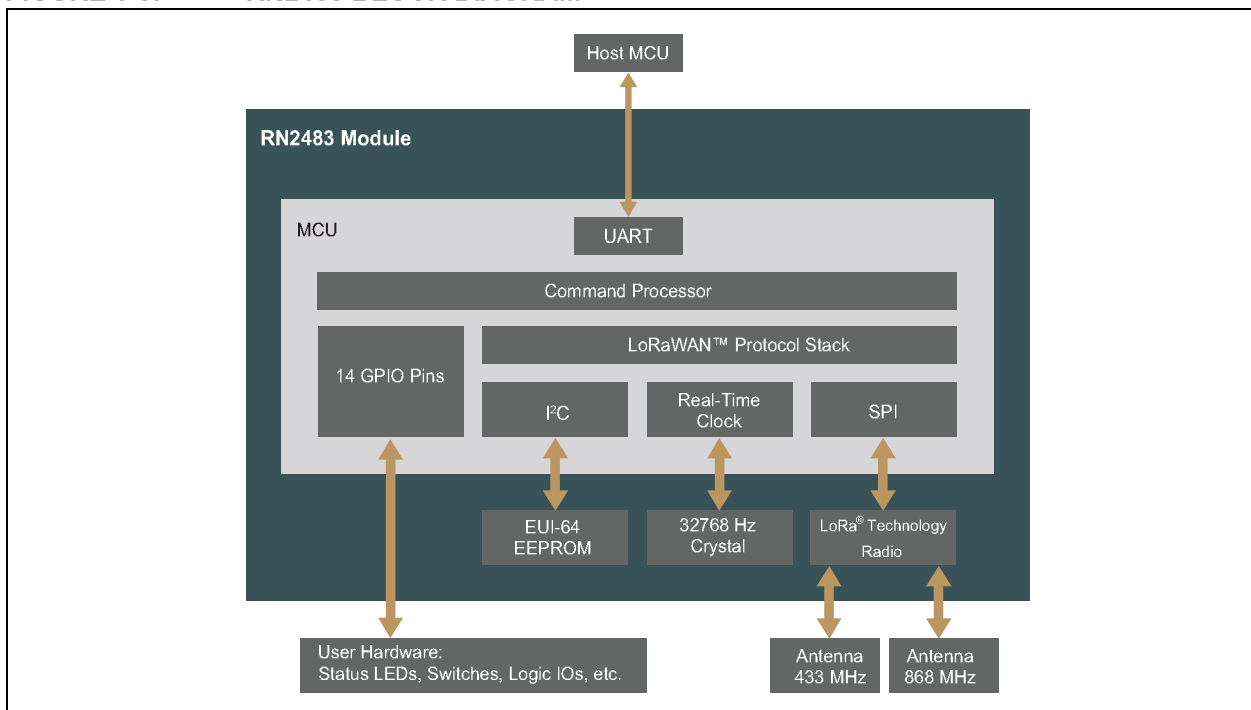 Host MCU
RN2483 Module
MCU
UART
Command Processor
14 GPIO Pins
LoRaWAN™ Protocol Stack
I²C
Real-Time
Clock
SPI
EUI-64
EEPROM
32768 Hz
Crystal
LoRa® Technology
Radio
User Hardware:
Status LEDs, Switches, Logic IOs, etc.
Antenna
433 MHz
Antenna
868 MHz